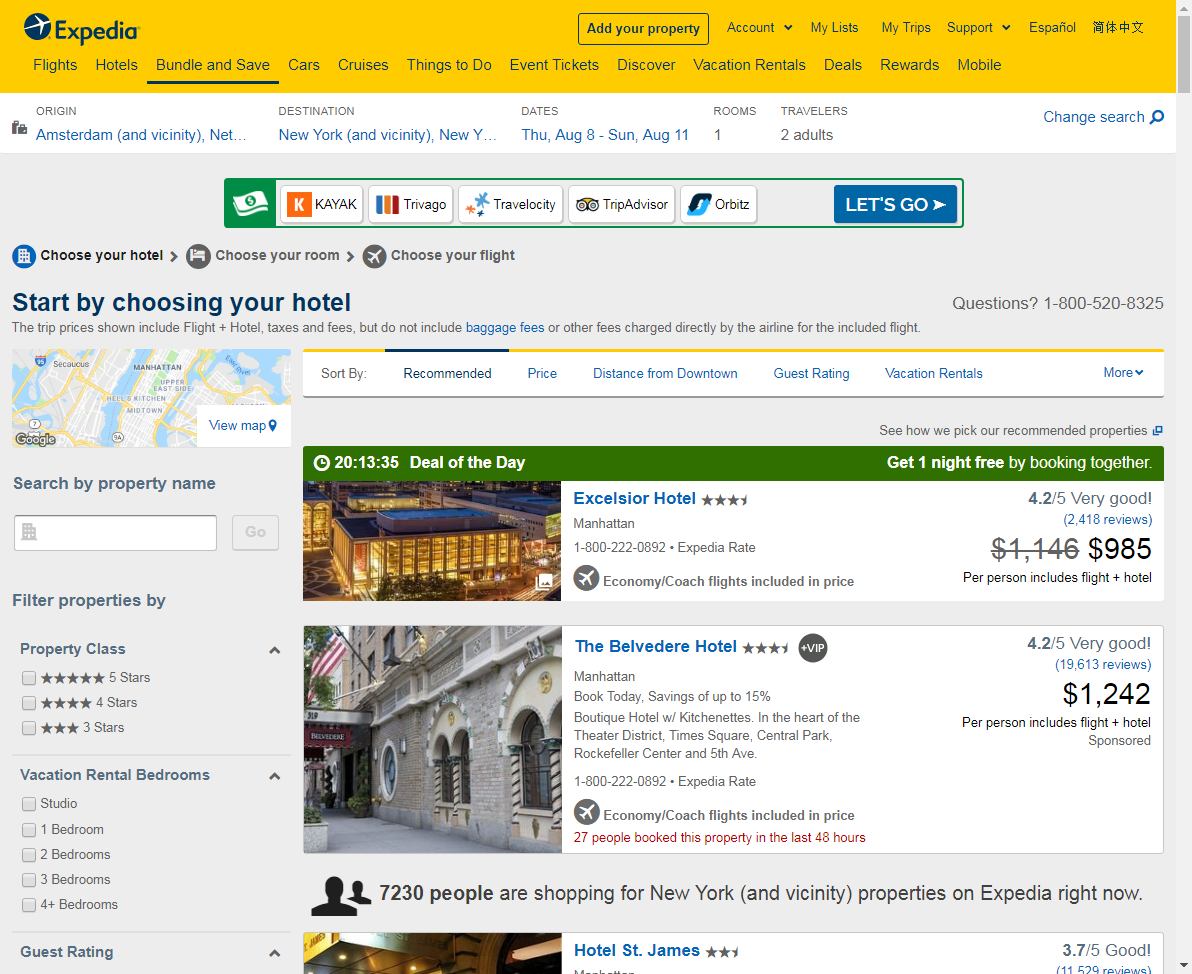 Expedia
Add your property Account My Lists My Trips Support Español 简体中文
Flights Hotels Bundle and Save Cars Cruises Things to Do Event Tickets Discover Vacation Rentals Deals Rewards Mobile
ORIGIN DESTINATION DATES ROOMS TRAVELERS
Amsterdam (and vicinity), Net... New York (and vicinity), New Y... Thu, Aug 8 - Sun, Aug 11 1 2 adults
Change search
K KAYAK Trivago Travelocity TripAdvisor Orbitz LET'S GO
Choose your hotel Choose your room Choose your flight
Start by choosing your hotel
Questions? 1-800-520-8325
The trip prices shown include Flight + Hotel, taxes and fees, but do not include baggage fees or other fees charged directly by the airline for the included flight.
95 Secaucus MANHATTAN
UPPER
EAST SIDE
HELL'S KITCHEN
MIDTOWN
7
9A
Google
View map
Sort By: Recommended Price Distance from Downtown Guest Rating Vacation Rentals More
See how we pick our recommended properties
Search by property name
Go
Filter properties by
Property Class
5 Stars
4 Stars
3 Stars
Vacation Rental Bedrooms
Studio
1 Bedroom
2 Bedrooms
3 Bedrooms
4+ Bedrooms
Guest Rating
20:13:35 Deal of the Day Get 1 night free by booking together.
Excelsior Hotel
Manhattan
1-800-222-0892 • Expedia Rate
Economy/Coach flights included in price
4.2/5 Very good!
(2,418 reviews)
$1,146 $985
Per person includes flight + hotel
319
BELVEDERE
The Belvedere Hotel +VIP
Manhattan
Book Today, Savings of up to 15%
Boutique Hotel w/ Kitchenettes. In the heart of the
Theater District, Times Square, Central Park,
Rockefeller Center and 5th Ave.
1-800-222-0892 • Expedia Rate
Economy/Coach flights included in price
27 people booked this property in the last 48 hours
4.2/5 Very good!
(19,613 reviews)
$1,242
Per person includes flight + hotel
Sponsored
7230 people are shopping for New York (and vicinity) properties on Expedia right now.
Hotel St. James
Manhattan
3.7/5 Good!
(11,529 reviews)